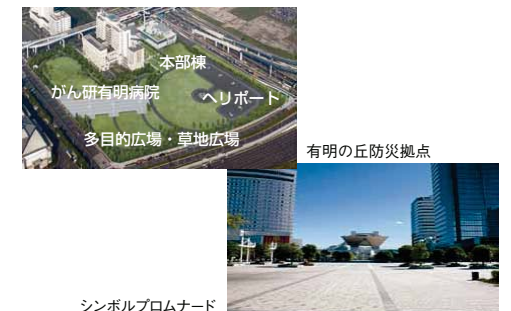 本部棟
がん研有明病院
ヘリポート
多目的広場・草地広場
有明の丘防災拠点
シンボルプロムナード